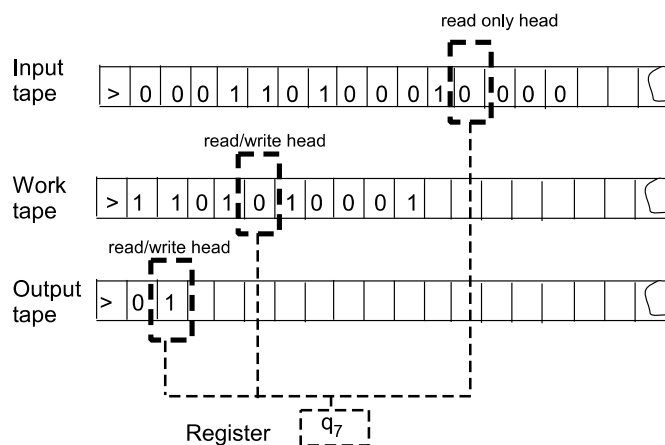 read only head
Input tape
> 0 0 0 1 1 0 1 0 0 0 1 0 0 0 0
read/write head
Work tape
> 1 1 0 1 0 1 0 0 0 1
read/write head
Output tape
> 0 1
Register q7